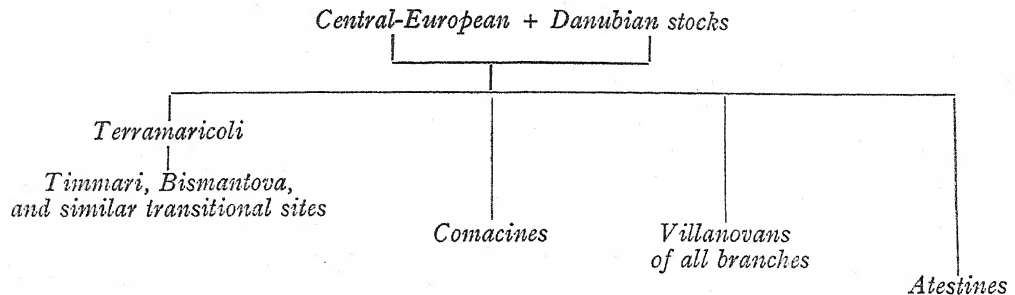 Central-European + Danubian stocks
Terramaricoli
Timmari, Bismantova,
and similar transitional sites
Comacines
Villanovans
of all branches
Atestines